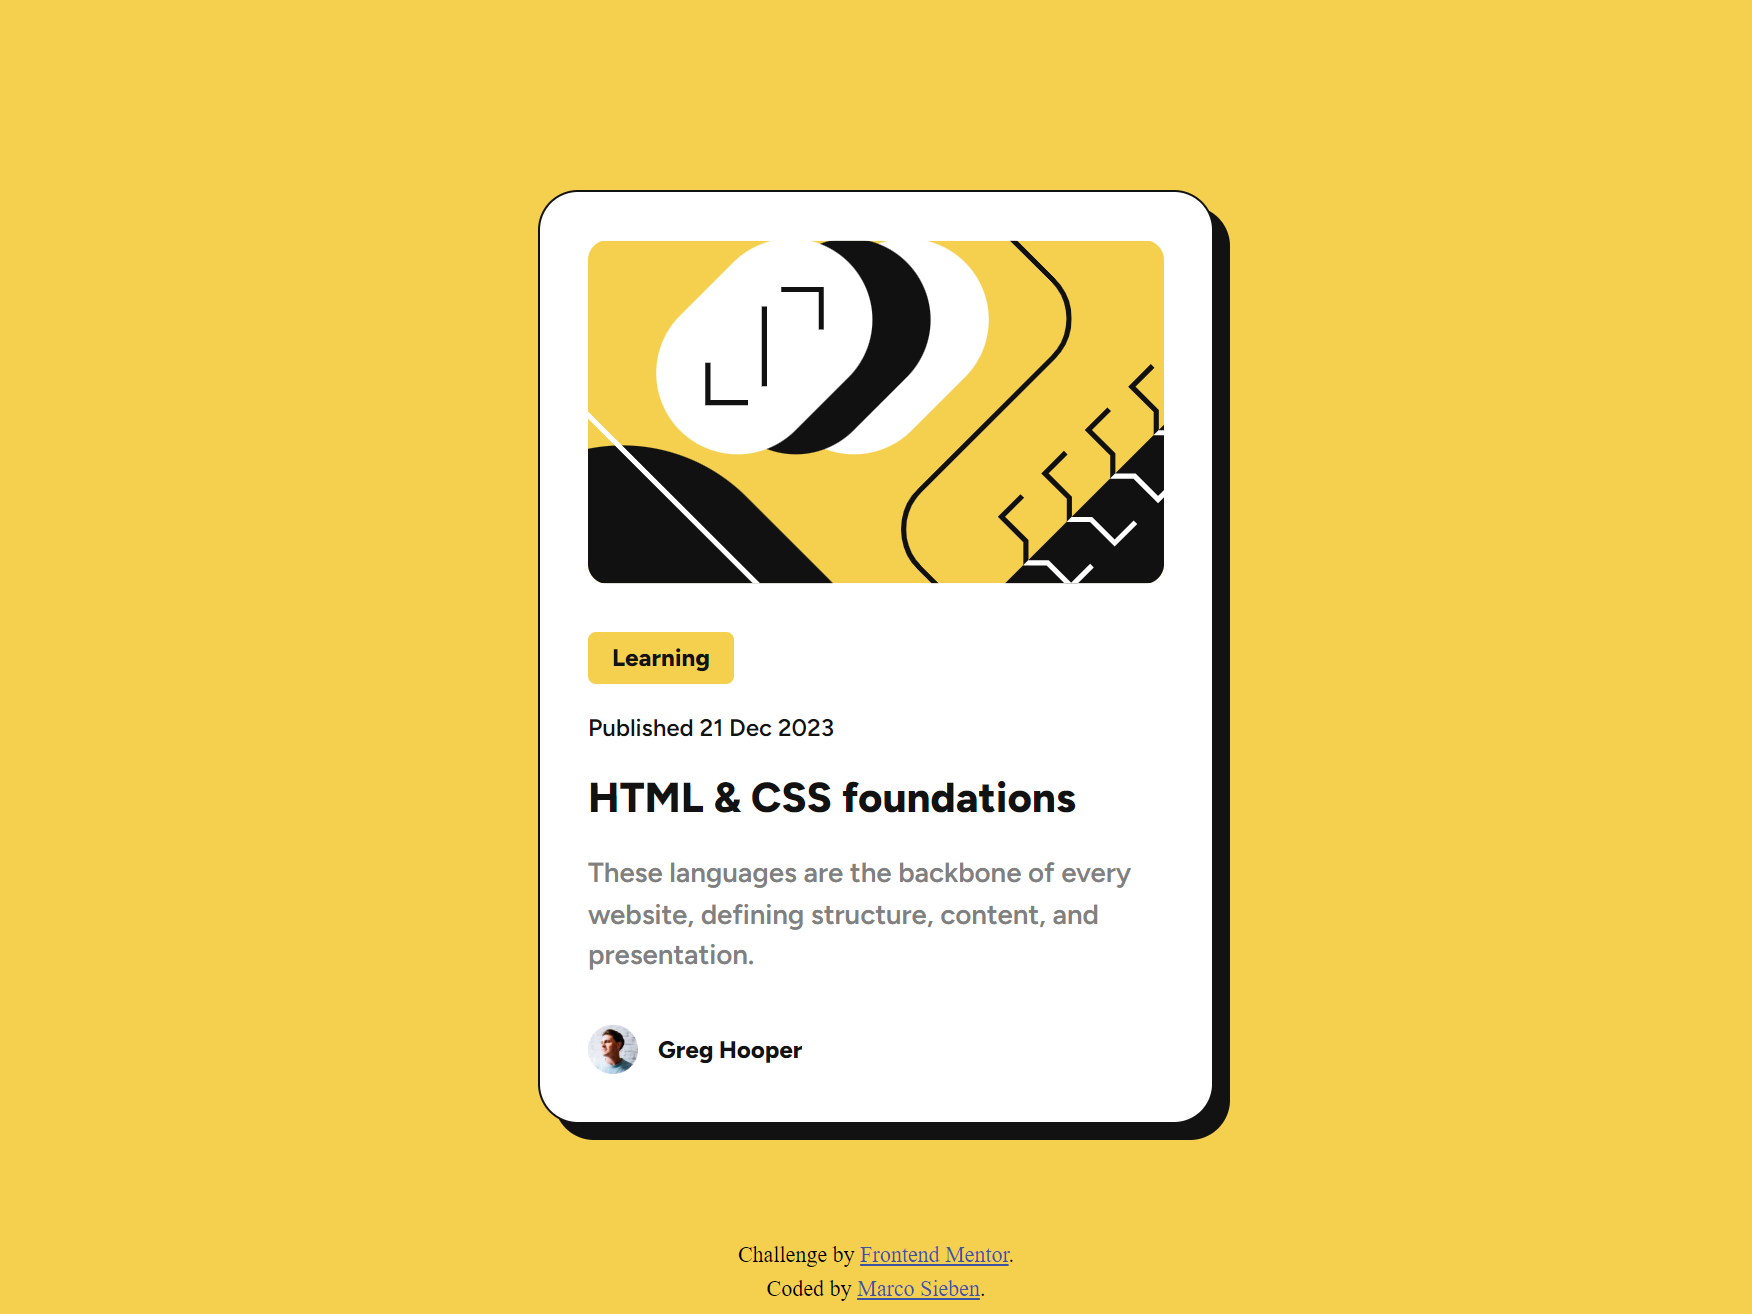 Learning
Published 21 Dec 2023
HTML & CSS foundations
These languages are the backbone of every
website, defining structure, content, and
presentation.
Greg Hooper
Challenge by Frontend Mentor.
Coded by Marco Sieben.